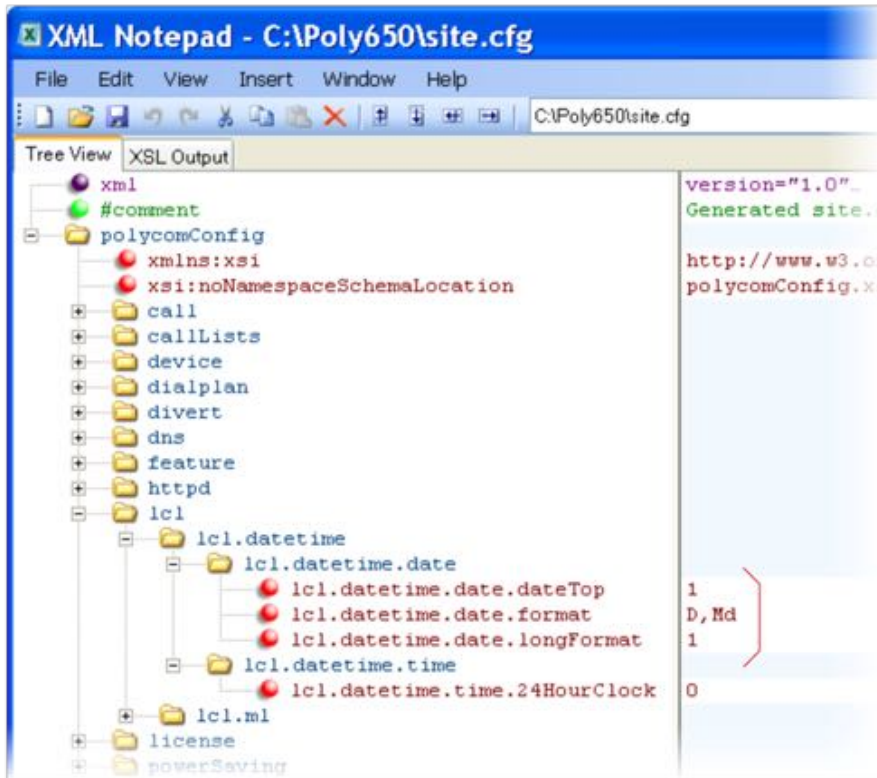 XML Notepad - C:\Poly650\site.cfg
File Edit View Insert Window Help
C:\Poly650\site.cfg
Tree View XSL Output
xml version="1.0"
#comment Generated site.
polycomConfig
xmlns:xsi http://www.w3.o
xsi:noNamespaceSchemaLocation polycomConfig.x
call
callLists
device
dialplan
divert
dns
feature
httpd
lcl
lcl.datetime
lcl.datetime.date
lcl.datetime.date.dateTop 1
lcl.datetime.date.format D,Md
lcl.datetime.date.longFormat 1
lcl.datetime.time
lcl.datetime.time.24HourClock 0
lcl.ml
license
powerSaving